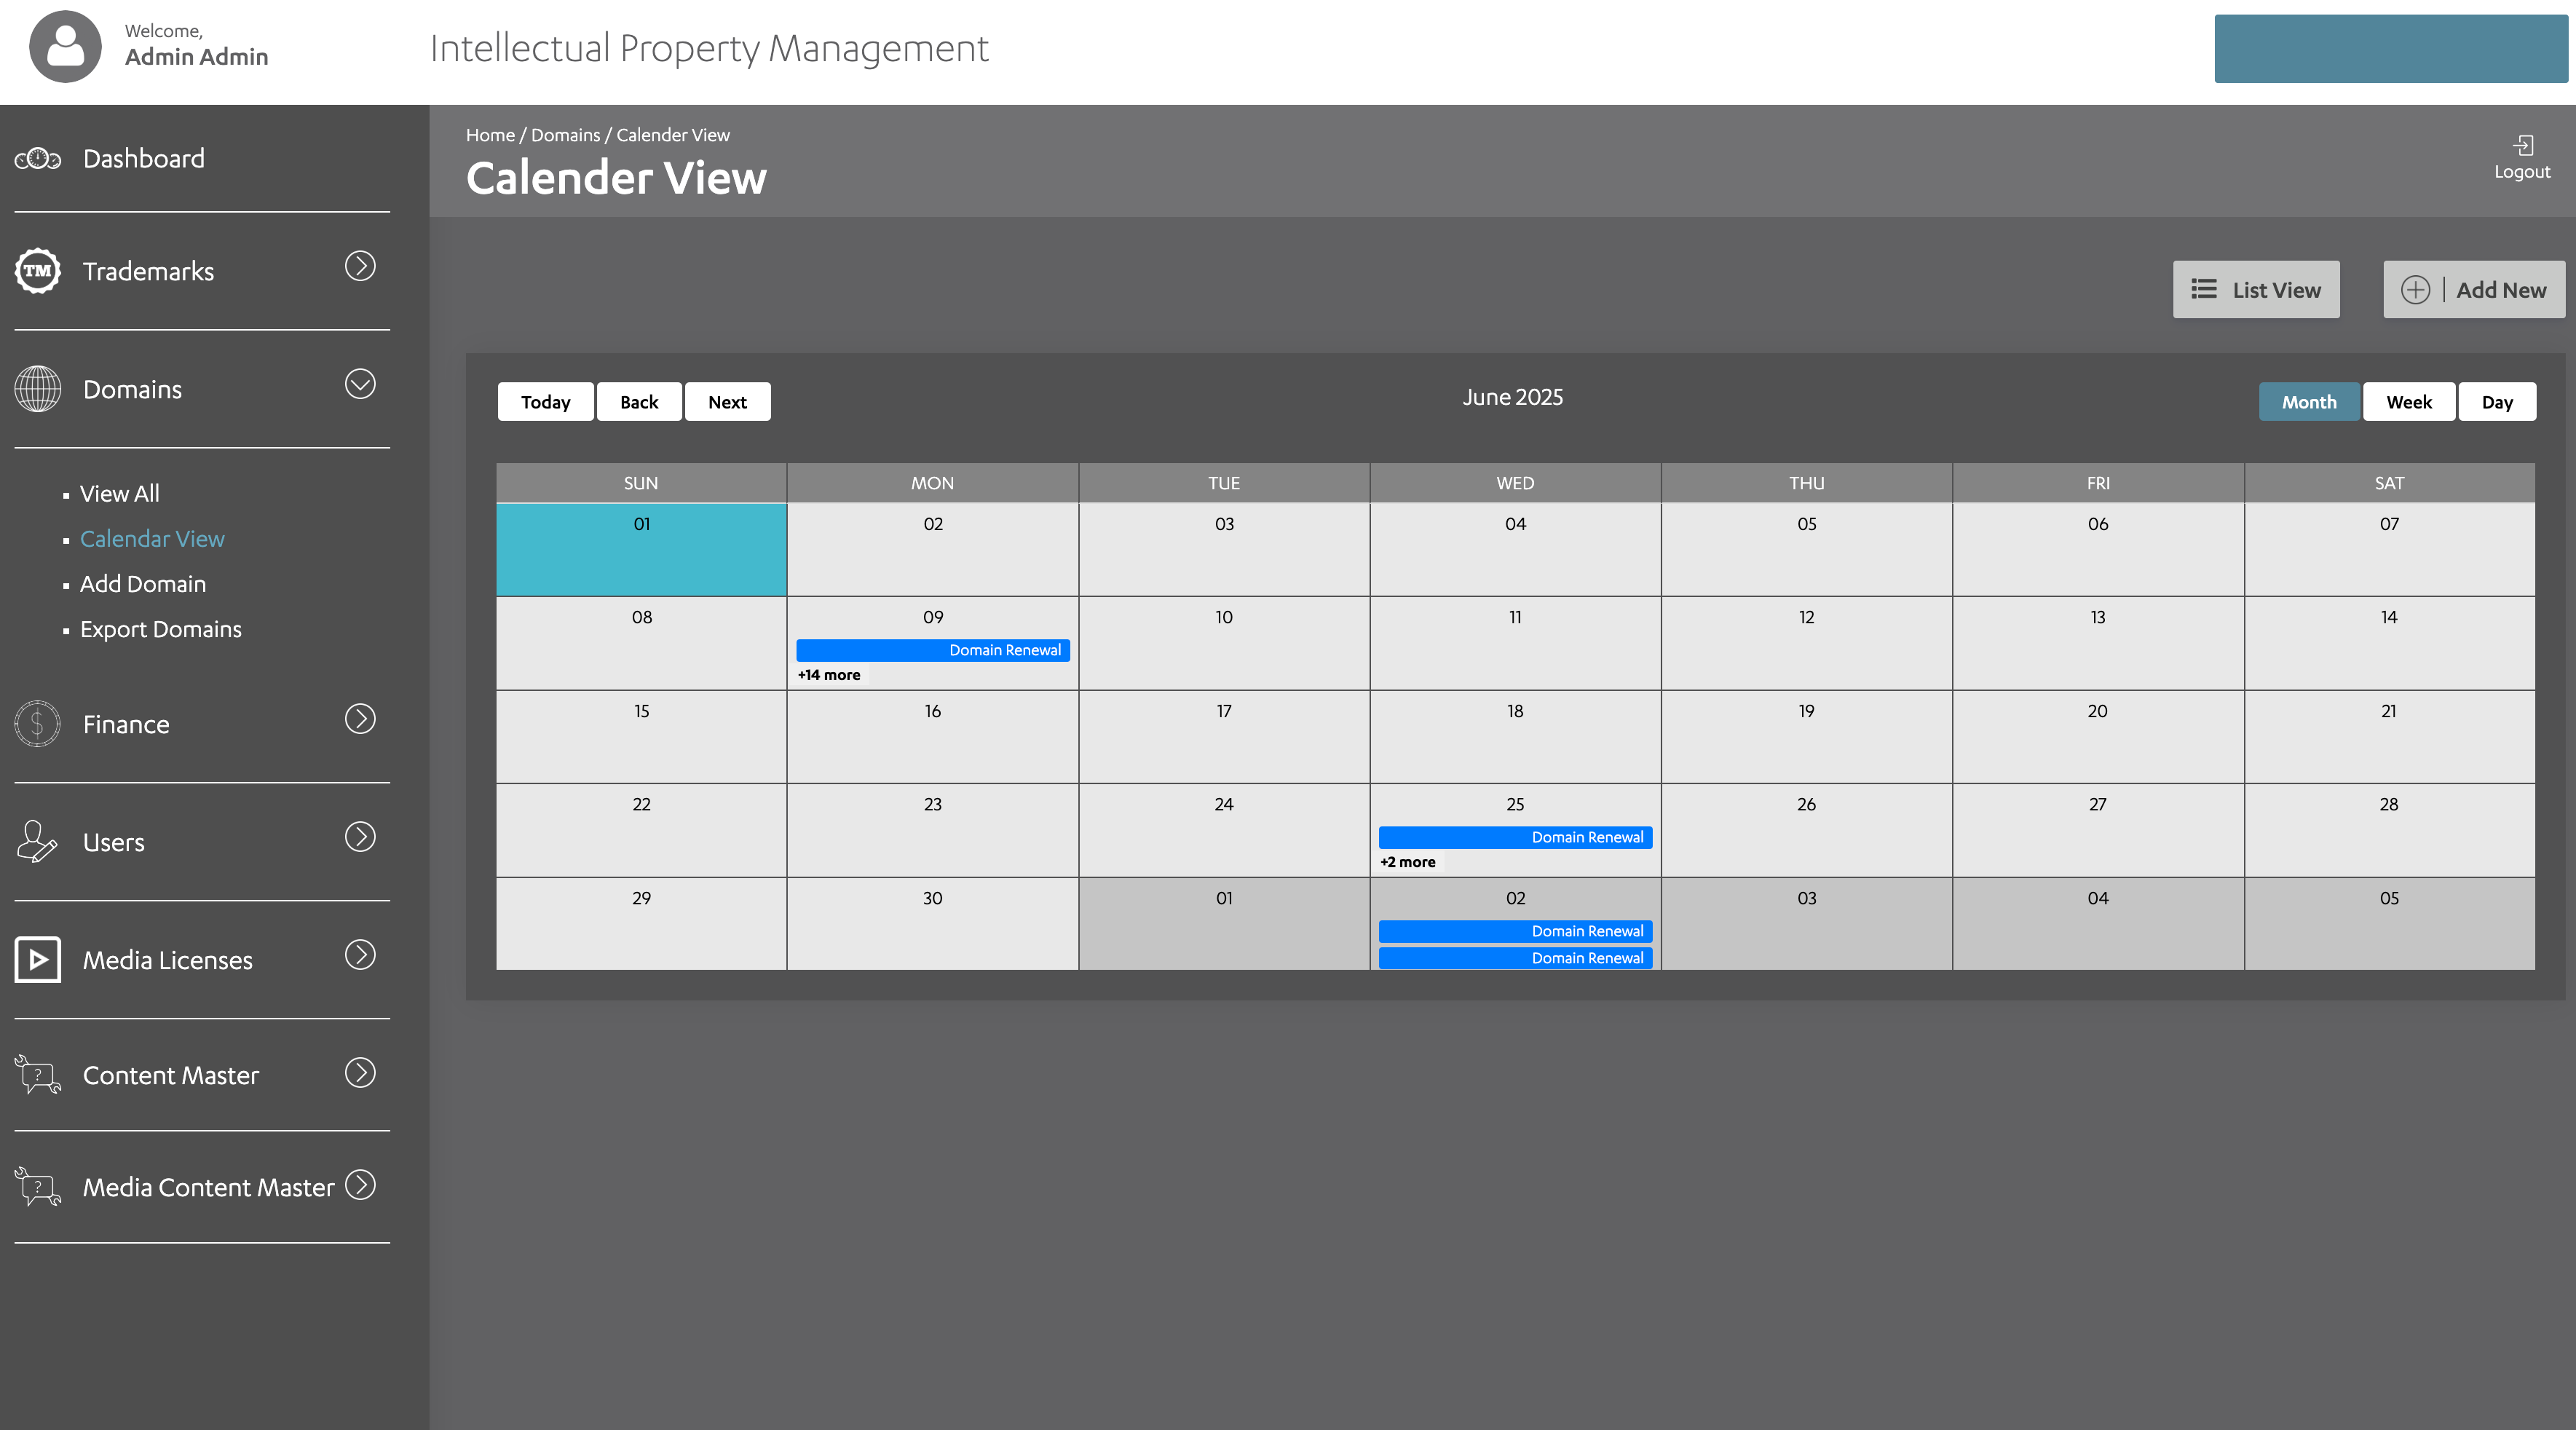 Welcome,
Admin Admin
Intellectual Property Management
Dashboard
TM
Trademarks
Domains
View All
Calendar View
Add Domain
Export Domains
$
Finance
Users
Media Licenses
?
Content Master
?
Media Content Master
Home / Domains / Calender View
Calender View
Logout
List View
Add New
Today Back Next
June 2025
Month Week Day
SUN MON TUE WED THU FRI SAT
01 02 03 04 05 06 07
08 09 10 11 12 13 14
Domain Renewal
+14 more
15 16 17 18 19 20 21
22 23 24 25 26 27 28
Domain Renewal
+2 more
29 30 01 02 03 04 05
Domain Renewal
Domain Renewal